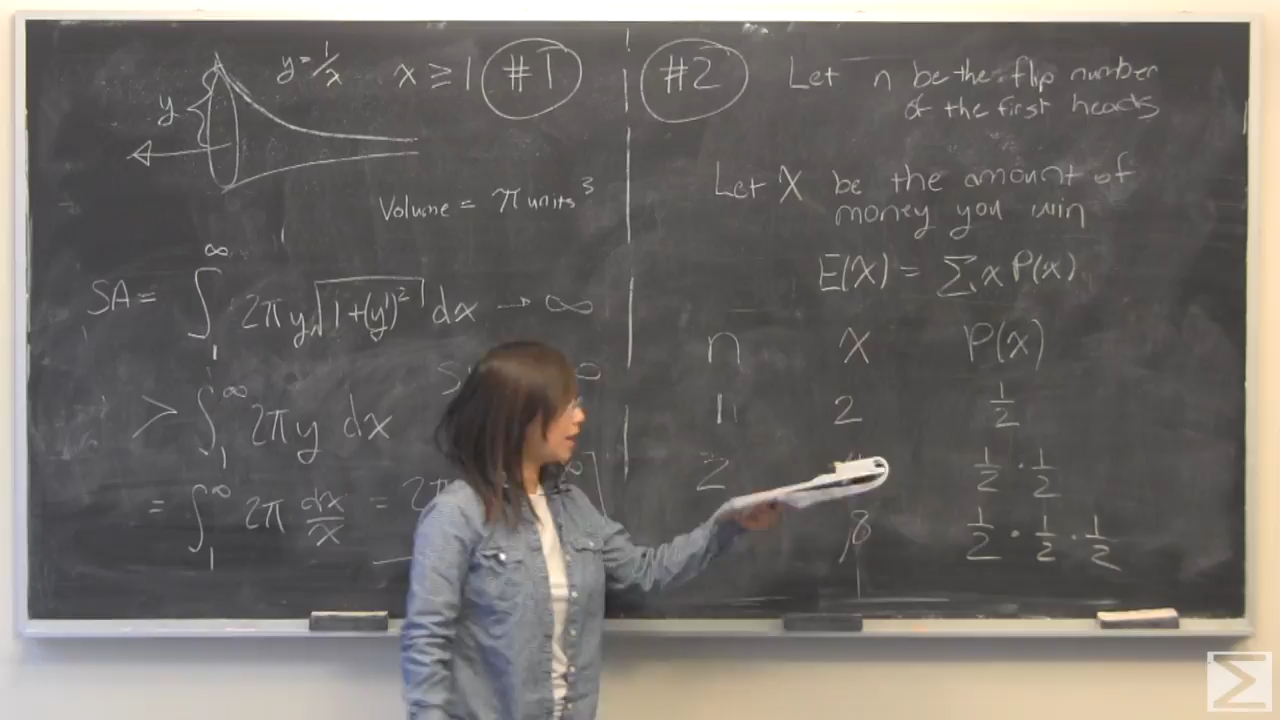 y = 1/x x ≥ 1 #1
y
Volume = π units³
SA = ∫₁^∞ 2πy√(1+(y')²) dx → ∞
> ∫₁^∞ 2πy dx
= ∫₁^∞ 2π dx/x = 2π
#2 Let n be the flip number
of the first heads
Let X be the amount of
money you win
E(X) = Σ x P(x)
n X P(x)
1 2 1/2
2 1/2 · 1/2
8 1/2 · 1/2 · 1/2
Σ